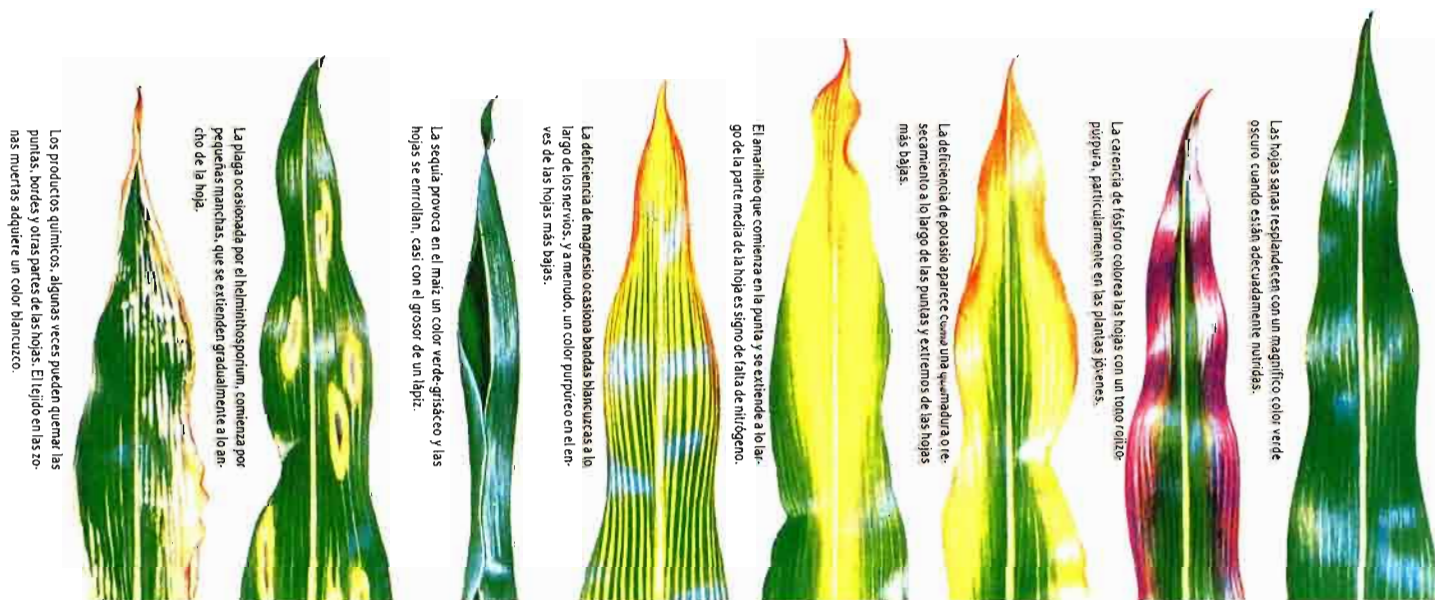 Las hojas sanas resplandecen con un magnífico color verde
oscuro cuando están adecuadamente nutridas.
La carencia de fósforo colorea las hojas con un tono rojizo-
púrpura, particularmente en las plantas jóvenes.
La deficiencia de potasio aparece como una quemadura o re-
secamiento a lo largo de las puntas y extremos de las hojas
más bajas.
El amarilleo que comienza en la punta y se extiende a lo lar-
go de la parte media de la hoja es signo de falta de nitrógeno.
La deficiencia de magnesio ocasiona bandas blancuzcas a lo
largo de los nervios, y a menudo, un color purpúreo en el en-
ves de las hojas más bajas.
La sequia provoca en el maíz un color verde-grisáceo y las
hojas se enrollan, casi con el grosor de un lápiz.
La plaga ocasionada por el helminthosporium, comienza por
pequeñas manchas, que se extienden gradualmente a lo an-
cho de la hoja.
Los productos químicos, algunas veces pueden quemar las
puntas, bordes y otras partes de las hojas. El tejido en las zo-
nas muertas adquiere un color blancuzco.